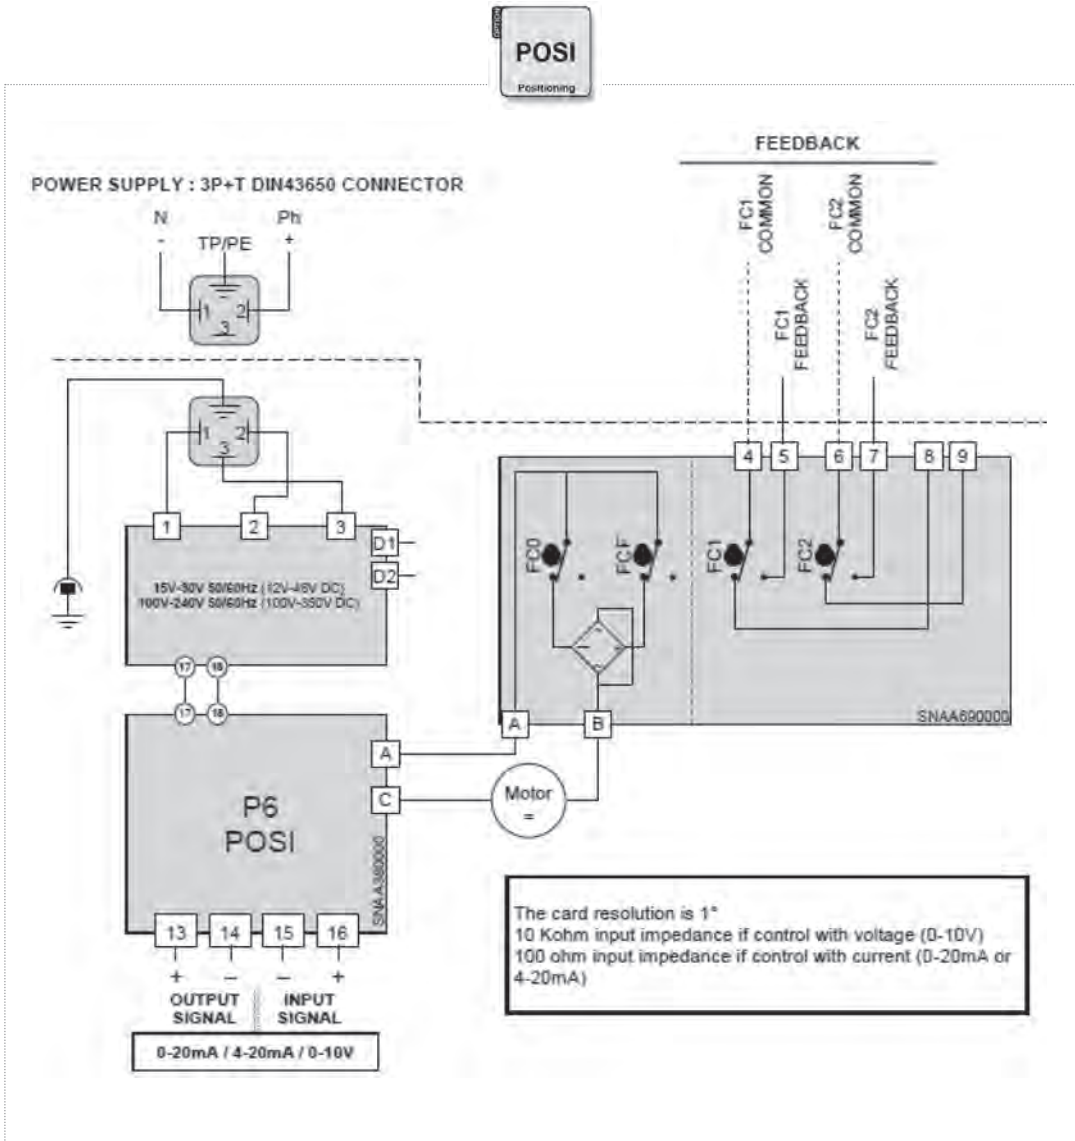 OPTION
POSI
Positioning
FEEDBACK
POWER SUPPLY : 3P+T DIN43650 CONNECTOR
N
Ph
-
TP/PE
+
1
2
3
FC1
COMMON
FC1
FEEDBACK
FC2
COMMON
FC2
FEEDBACK
1
2
3
4
5
6
7
8
9
1
2
3
D1
D2
15V-30V 50/60Hz (12V-48V DC)
100V-240V 50/60Hz (100V-350V DC)
FC0
FCF
FC1
FC2
17
18
17
18
A
B
SNAA690000
A
C
P6
POSI
SNAA380000
Motor
=
13
14
15
16
+
–
–
+
OUTPUT
SIGNAL
INPUT
SIGNAL
0-20mA / 4-20mA / 0-10V
The card resolution is 1°
10 Kohm input impedance if control with voltage (0-10V)
100 ohm input impedance if control with current (0-20mA or
4-20mA)